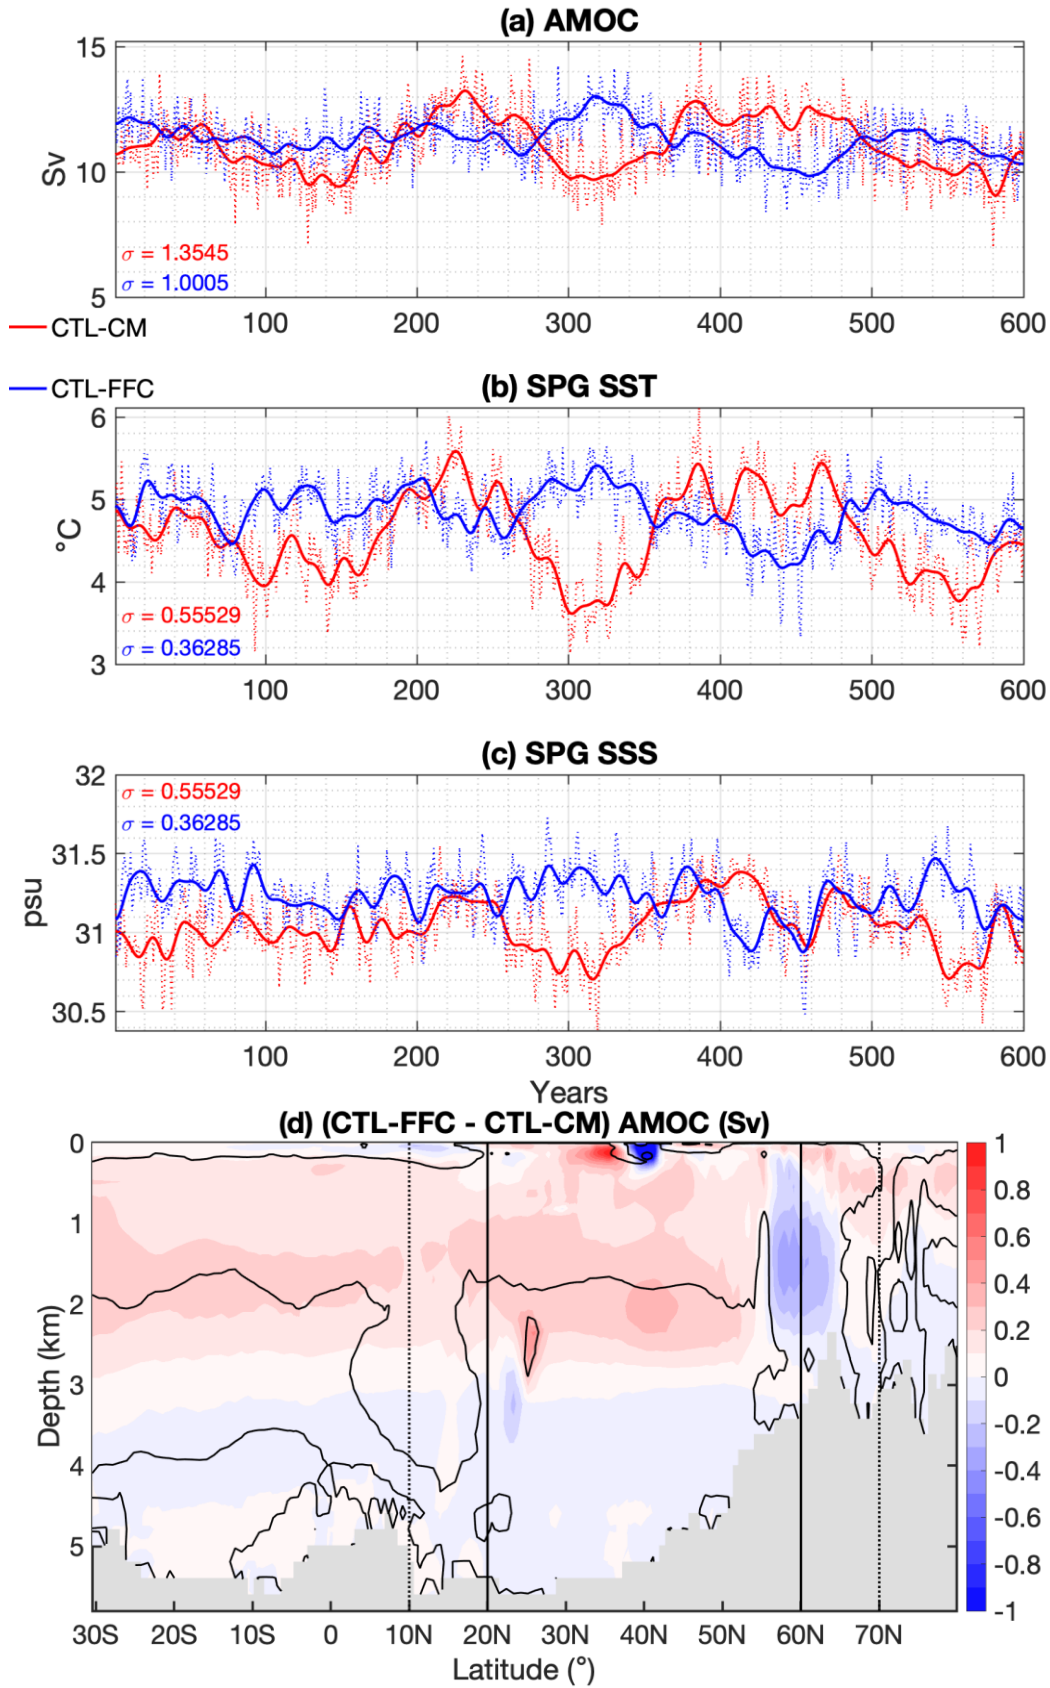 (a) AMOC
15
10
5
Sv
σ = 1.3545
σ = 1.0005
100 200 300 400 500 600
CTL-CM
CTL-FFC
(b) SPG SST
6
5
4
3
°C
σ = 0.55529
σ = 0.36285
100 200 300 400 500 600
(c) SPG SSS
32
31.5
31
30.5
psu
σ = 0.55529
σ = 0.36285
100 200 300 400 500 600
Years
(d) (CTL-FFC - CTL-CM) AMOC (Sv)
0
1
2
3
4
5
Depth (km)
1
0.8
0.6
0.4
0.2
0
-0.2
-0.4
-0.6
-0.8
-1
30S 20S 10S 0 10N 20N 30N 40N 50N 60N 70N
Latitude (°)